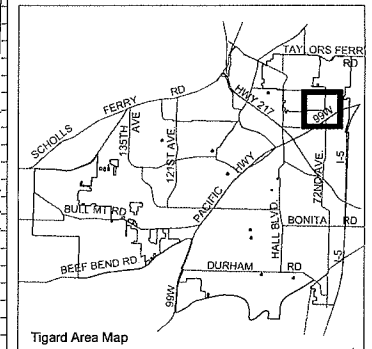 TAYLORS FERR
RD
HWY 217
99W
SCHOLLS
FERRY
RD
135TH
AVE
121ST AVE
72ND AVE
I-5
PACIFIC
HWY
BULL MT RD
HALL BLVD.
BONITA RD
BEEF BEND RD
DURHAM RD
I-5
99W
Tigard Area Map